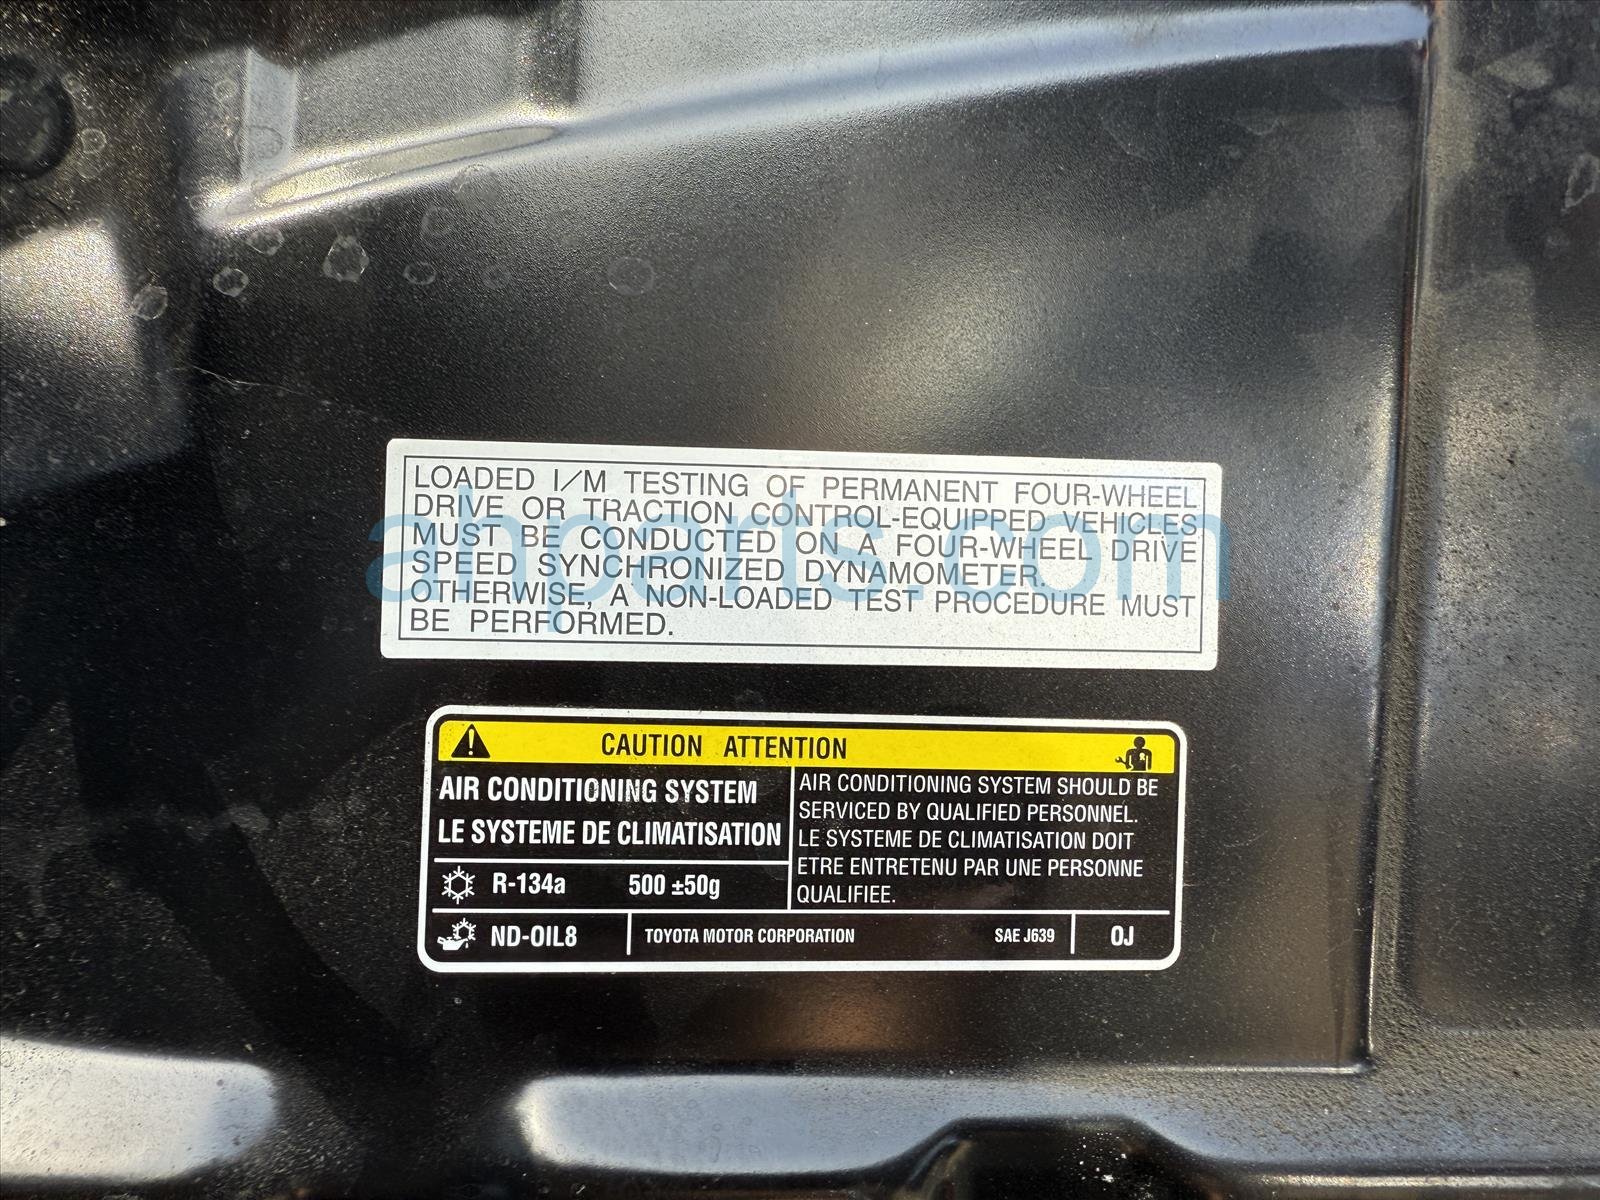 LOADED I/M TESTING OF PERMANENT FOUR-WHEEL
DRIVE OR TRACTION CONTROL-EQUIPPED VEHICLES
MUST BE CONDUCTED ON A FOUR-WHEEL DRIVE
SPEED SYNCHRONIZED DYNAMOMETER.
OTHERWISE, A NON-LOADED TEST PROCEDURE MUST
BE PERFORMED.
ahparts.com
CAUTION ATTENTION
AIR CONDITIONING SYSTEM
LE SYSTEME DE CLIMATISATION
AIR CONDITIONING SYSTEM SHOULD BE
SERVICED BY QUALIFIED PERSONNEL.
LE SYSTEME DE CLIMATISATION DOIT
ETRE ENTRETENU PAR UNE PERSONNE
QUALIFIEE.
R-134a 500 ±50g
ND-OIL8 TOYOTA MOTOR CORPORATION SAE J639 OJ